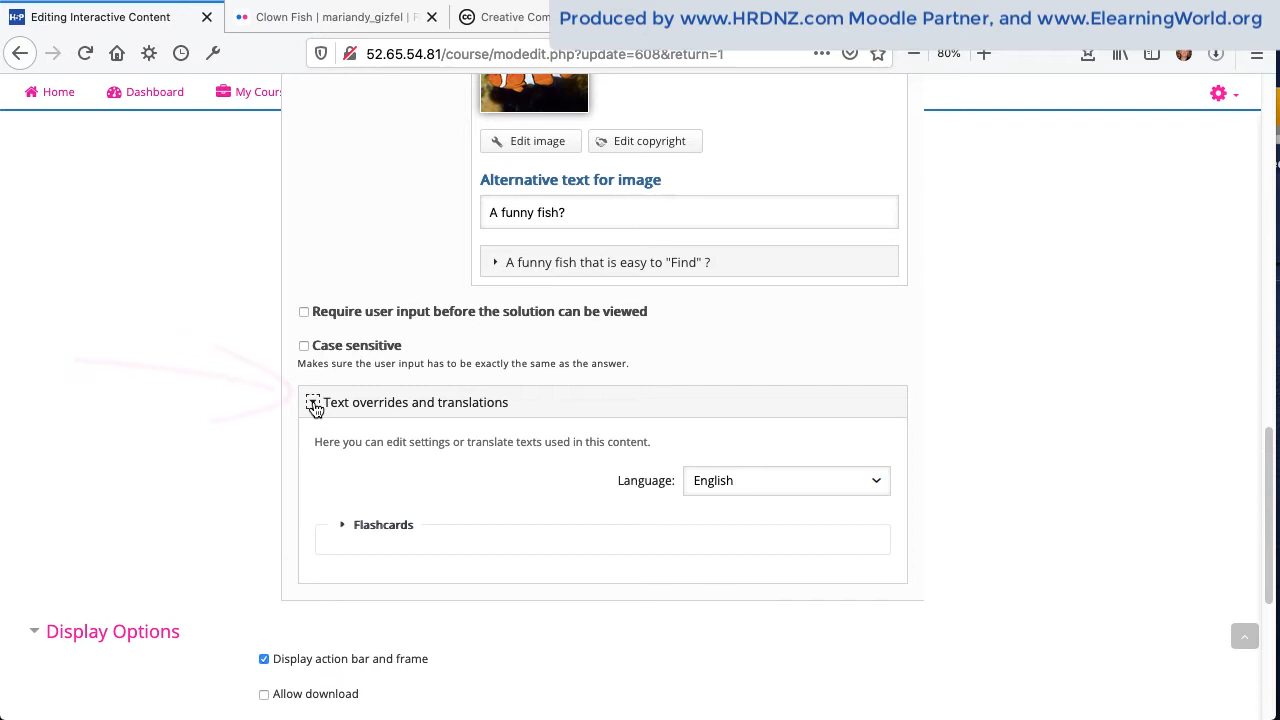 Editing Interactive Content
Clown Fish | mariandy_gizfel | F
Creative Com
Produced by www.HRDNZ.com Moodle Partner, and www.ElearningWorld.org
52.65.54.81/course/modedit.php?update=608&return=1
80%
Home
Dashboard
My Cour
Edit image
Edit copyright
Alternative text for image
A funny fish?
A funny fish that is easy to "Find" ?
Require user input before the solution can be viewed
Case sensitive
Makes sure the user input has to be exactly the same as the answer.
Text overrides and translations
Here you can edit settings or translate texts used in this content.
Language: English
Flashcards
Display Options
Display action bar and frame
Allow download